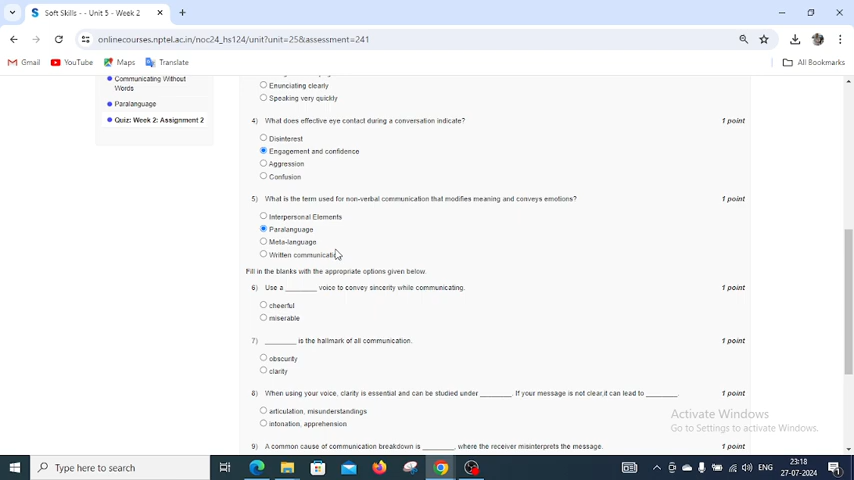 Soft Skills - - Unit 5 - Week 2
onlinecourses.nptel.ac.in/noc24_hs124/unit?unit=25&assessment=241
Gmail YouTube Maps Translate All Bookmarks
Communicating Without
Words
Paralanguage
Quiz: Week 2: Assignment 2
Enunciating clearly
Speaking very quickly
4) What does effective eye contact during a conversation indicate? 1 point
Disinterest
Engagement and confidence
Aggression
Confusion
5) What is the term used for non-verbal communication that modifies meaning and conveys emotions? 1 point
Interpersonal Elements
Paralanguage
Meta-language
Written communication
Fill in the blanks with the appropriate options given below.
6) Use a ________ voice to convey sincerity while communicating. 1 point
cheerful
miserable
7) ________ is the hallmark of all communication. 1 point
obscurity
clarity
8) When using your voice, clarity is essential and can be studied under ________. If your message is not clear,it can lead to ________. 1 point
articulation, misunderstandings
intonation, apprehension
9) A common cause of communication breakdown is ________, where the receiver misinterprets the message. 1 point
Activate Windows
Go to Settings to activate Windows.
Type here to search
ENG
23:18
27-07-2024